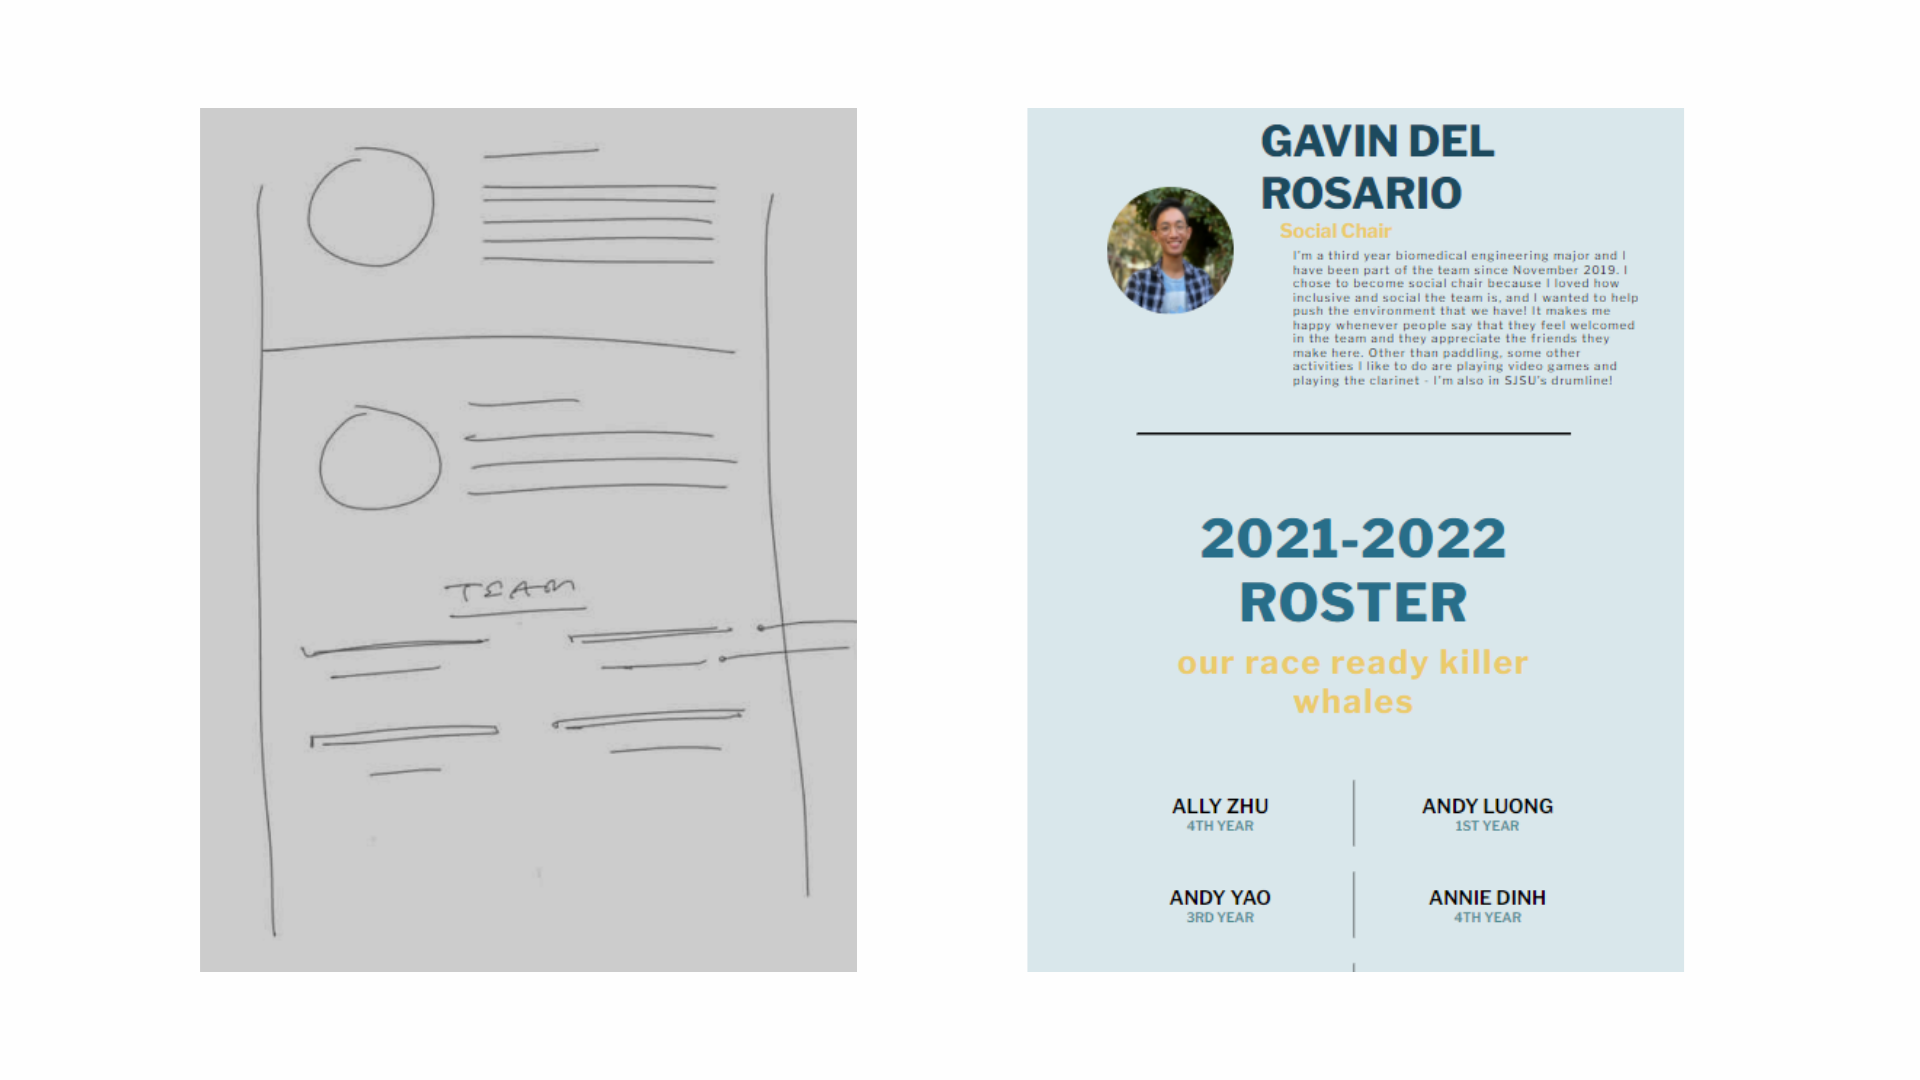 TEAM
GAVIN DEL
ROSARIO
Social Chair
I'm a third year biomedical engineering major and I
have been part of the team since November 2019. I
chose to become social chair because I loved how
inclusive and social the team is, and I wanted to help
push the environment that we have! It makes me
happy whenever people say that they feel welcomed
in the team and they appreciate the friends they
make here. Other than paddling, some other
activities I like to do are playing video games and
playing the clarinet - I'm also in SJSU's drumline!
2021-2022
ROSTER
our race ready killer
whales
ALLY ZHU
4TH YEAR
ANDY LUONG
1ST YEAR
ANDY YAO
3RD YEAR
ANNIE DINH
4TH YEAR